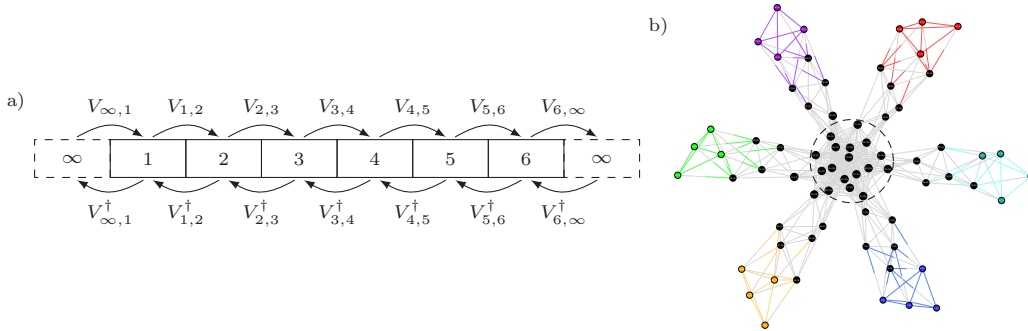 b)
a)
V∞,1 V1,2 V2,3 V3,4 V4,5 V5,6 V6,∞
∞ 1 2 3 4 5 6 ∞
V†∞,1 V†1,2 V†2,3 V†3,4 V†4,5 V†5,6 V†6,∞